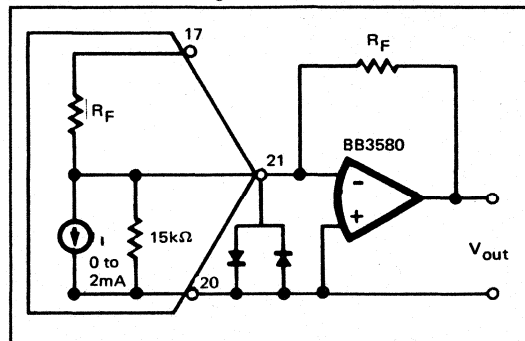 17
R_F
R_F
BB3580
21
-
+
I
0 to
2mA
15kΩ
20
V_out